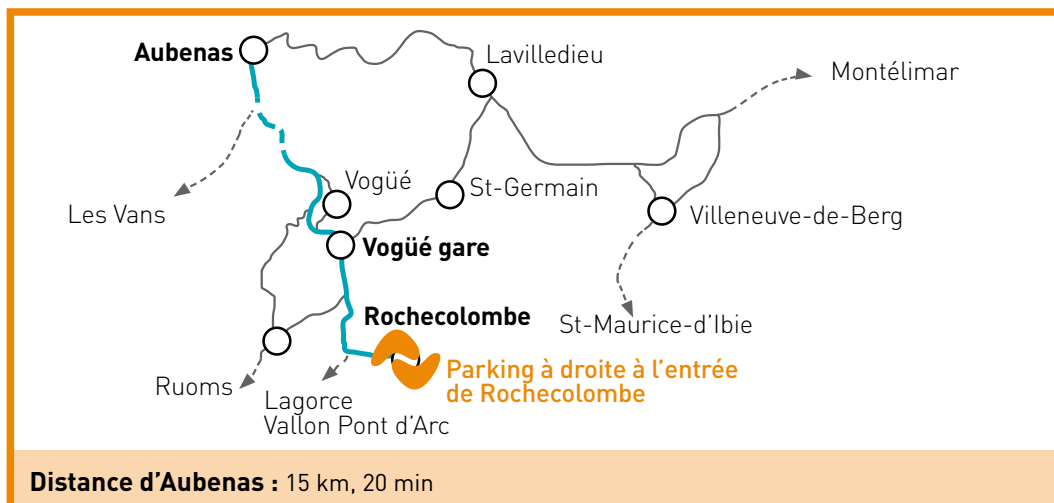 Aubenas
Lavilledieu
Montélimar
Les Vans
Vogüé
St-Germain
Villeneuve-de-Berg
Vogüé gare
Rochecolombe
St-Maurice-d'Ibie
Parking à droite à l'entrée
de Rochecolombe
Ruoms
Lagorce
Vallon Pont d'Arc
Distance d'Aubenas : 15 km, 20 min